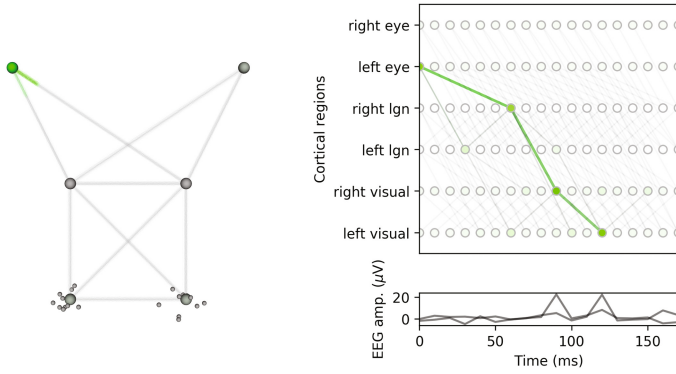 right eye
left eye
right lgn
left lgn
right visual
left visual
Cortical regions
20
0
EEG amp. (μV)
0
50
100
150
Time (ms)